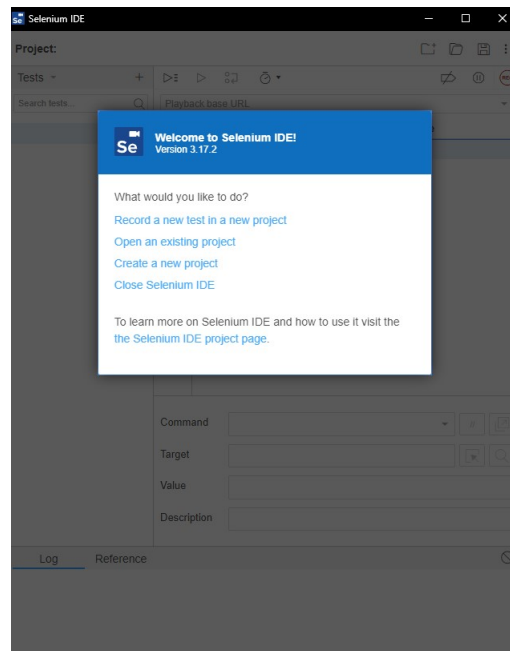 Selenium IDE
Project:
Tests
Search tests...
Playback base URL
Se
Welcome to Selenium IDE!
Version 3.17.2
What would you like to do?
Record a new test in a new project
Open an existing project
Create a new project
Close Selenium IDE
To learn more on Selenium IDE and how to use it visit the
the Selenium IDE project page.
Command
Target
Value
Description
Log
Reference